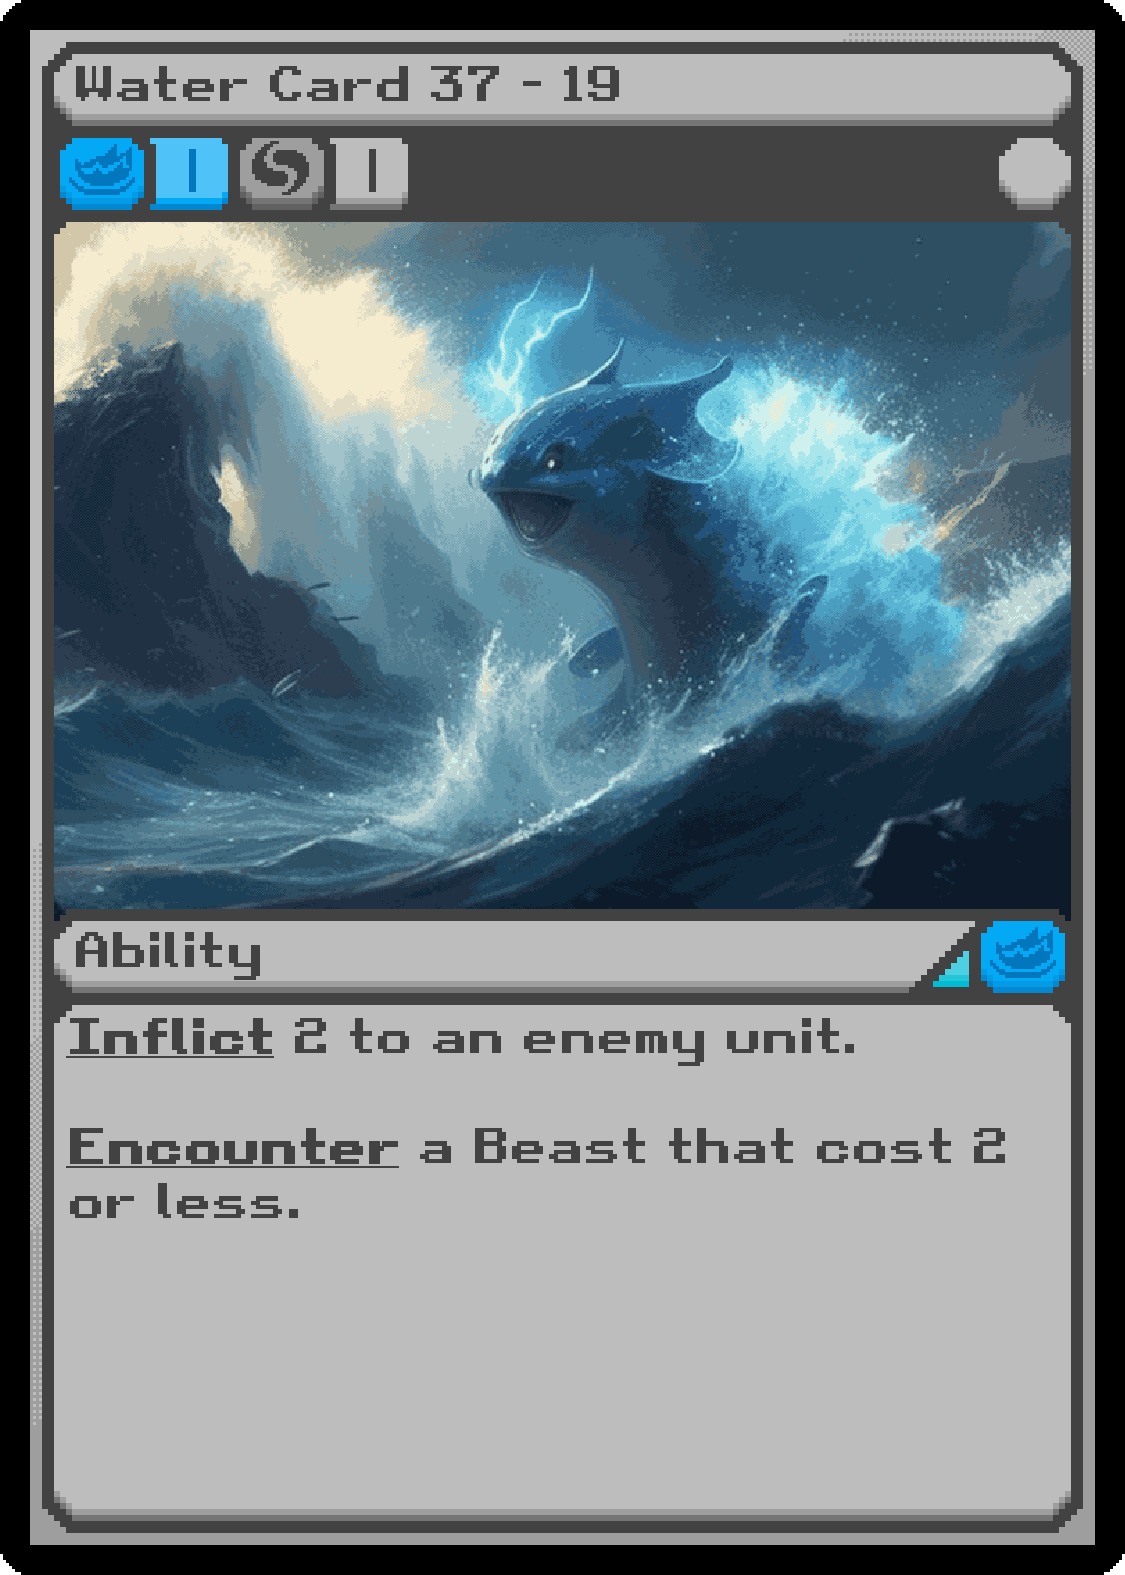 Water Card 37 - 19
1 1
Ability
Inflict 2 to an enemy unit.
Encounter a Beast that cost 2
or less.